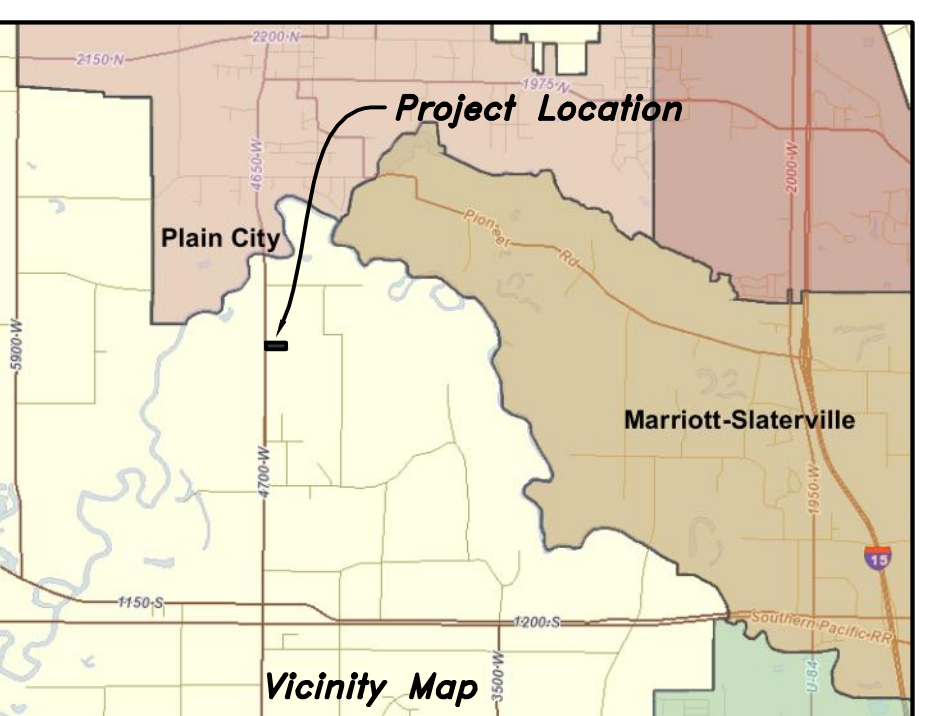 2200-N
2150-N
1975-N
Project Location
4650-W
2000-W
Plain City
Pioneer Rd
5900-W
Marriott-Slaterville
4700-W
1950-W
15
1150-S
1200-S
Southern Pacific RR
3500-W
U-84
Vicinity Map